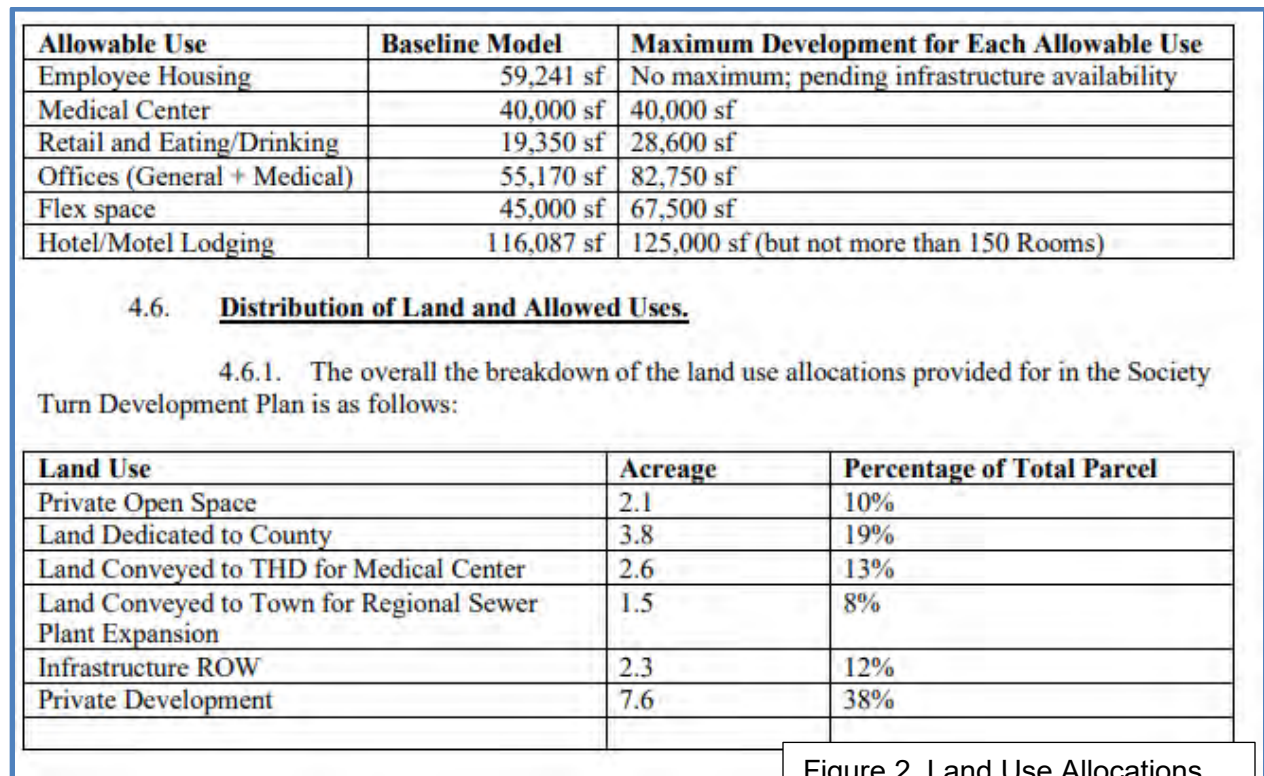 Allowable Use Baseline Model Maximum Development for Each Allowable Use
Employee Housing 59,241 sf No maximum; pending infrastructure availability
Medical Center 40,000 sf 40,000 sf
Retail and Eating/Drinking 19,350 sf 28,600 sf
Offices (General + Medical) 55,170 sf 82,750 sf
Flex space 45,000 sf 67,500 sf
Hotel/Motel Lodging 116,087 sf 125,000 sf (but not more than 150 Rooms)
4.6. Distribution of Land and Allowed Uses.
4.6.1. The overall the breakdown of the land use allocations provided for in the Society
Turn Development Plan is as follows:
Land Use Acreage Percentage of Total Parcel
Private Open Space 2.1 10%
Land Dedicated to County 3.8 19%
Land Conveyed to THD for Medical Center 2.6 13%
Land Conveyed to Town for Regional Sewer 1.5 8%
Plant Expansion
Infrastructure ROW 2.3 12%
Private Development 7.6 38%
Figure 2. Land Use Allocations